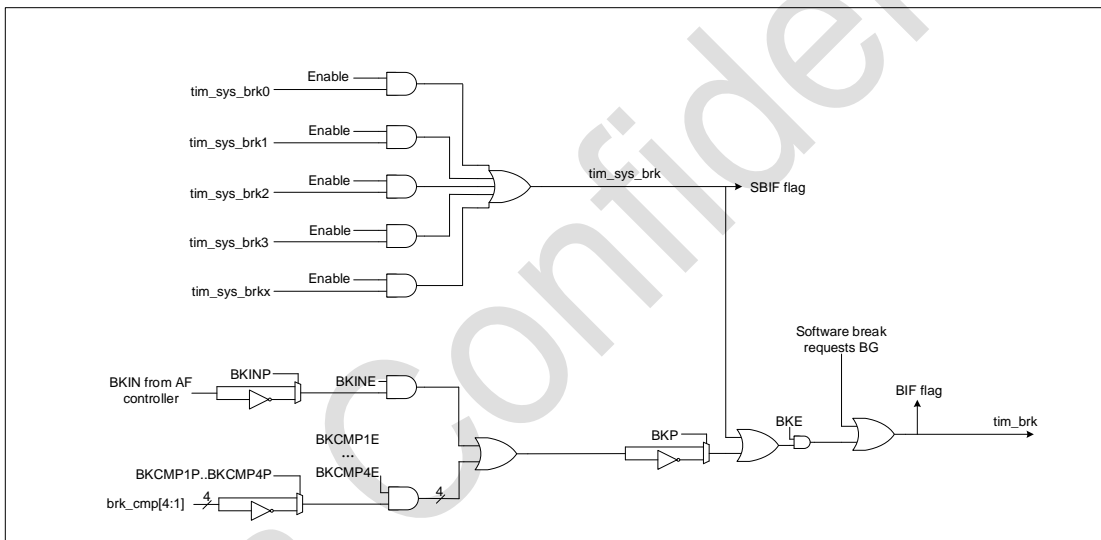 Enable
tim_sys_brk0
Enable
tim_sys_brk1
Enable
tim_sys_brk2
Enable
tim_sys_brk3
Enable
tim_sys_brkx
tim_sys_brk
SBIF flag
Software break
requests BG
BKIN from AF
controller
BKINP
BKINE
BIF flag
BKE
tim_brk
BKP
BKCMP1E
...
BKCMP4E
BKCMP1P..BKCMP4P
brk_cmp[4:1]
4
4
Confiden